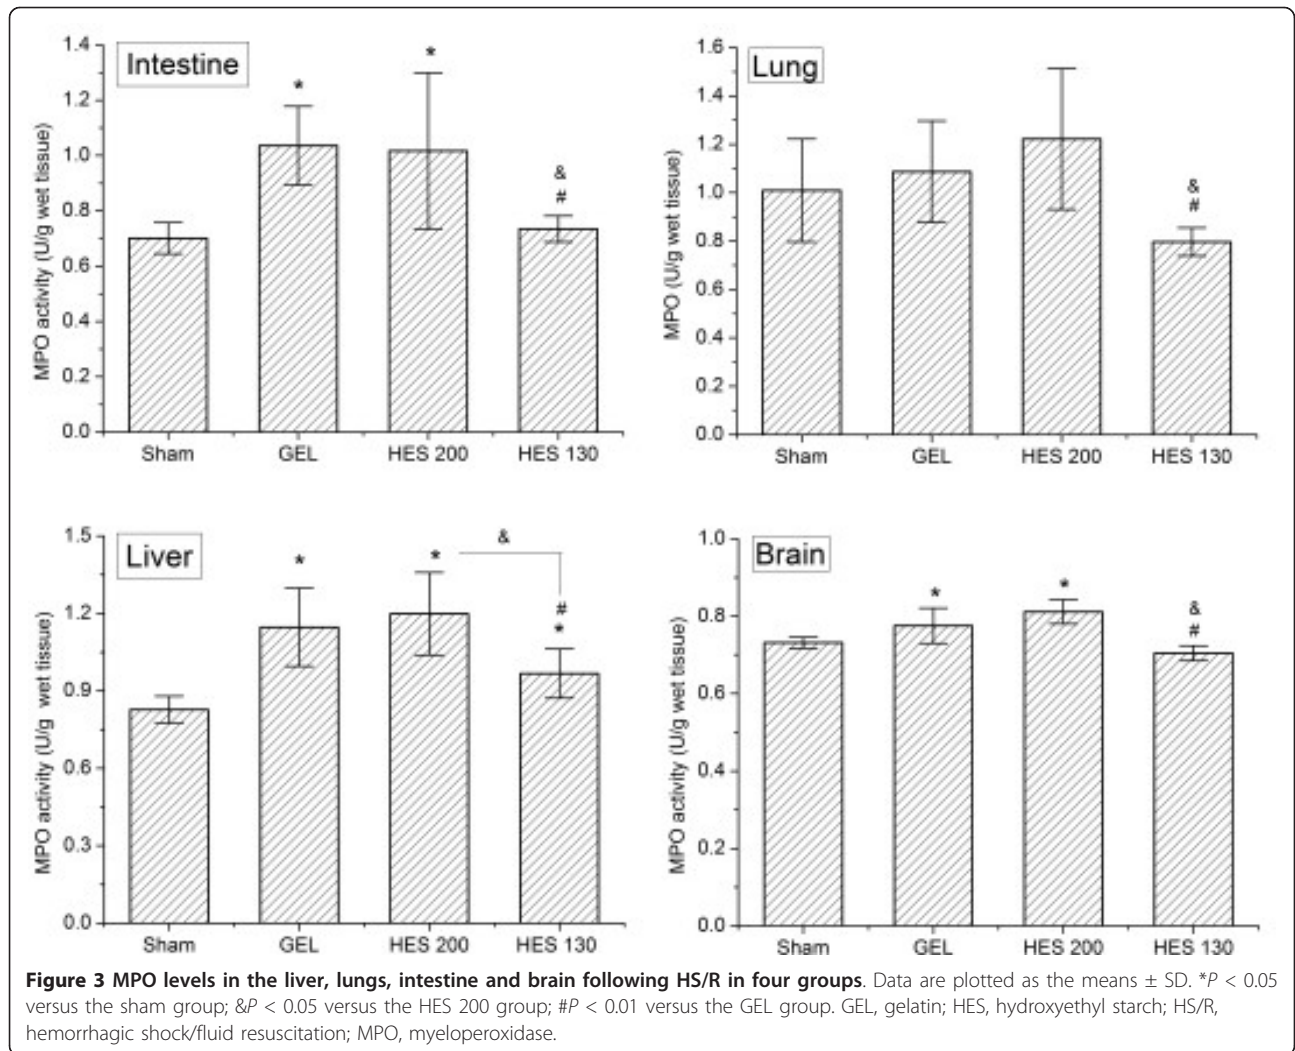 Intestine
MPO activity (U/g wet tissue)
1.4
1.2
1.0
0.8
0.6
0.4
0.2
0.0
*
*
&
#
Sham GEL HES 200 HES 130
Lung
MPO (U/g wet tissue)
1.6
1.4
1.2
1.0
0.8
0.6
0.4
0.2
0.0
&
#
Sham GEL HES 200 HES 130
Liver
MPO activity (U/g wet tissue)
1.5
1.2
0.9
0.6
0.3
0.0
*
*
&
#
*
Sham GEL HES 200 HES 130
Brain
MPO activity (U/g wet tissue)
1.0
0.8
0.6
0.4
0.2
0.0
*
*
&
#
Sham GEL HES 200 HES 130
Figure 3 MPO levels in the liver, lungs, intestine and brain following HS/R in four groups. Data are plotted as the means ± SD. *P < 0.05
versus the sham group; &P < 0.05 versus the HES 200 group; #P < 0.01 versus the GEL group. GEL, gelatin; HES, hydroxyethyl starch; HS/R,
hemorrhagic shock/fluid resuscitation; MPO, myeloperoxidase.